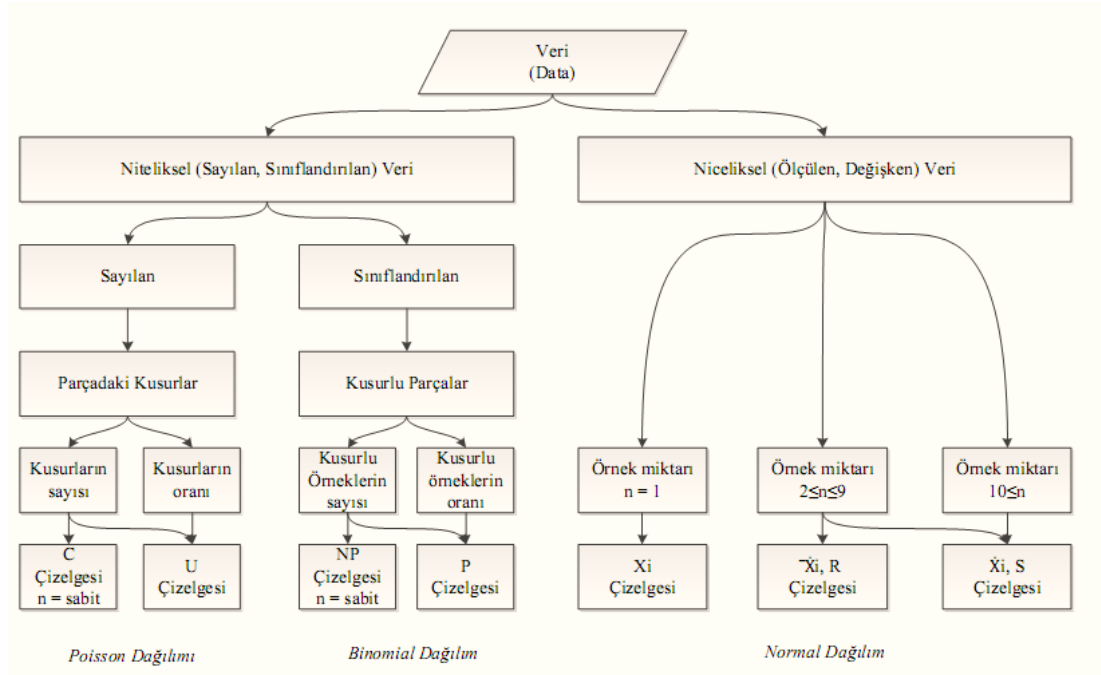 Veri
(Data)
Niteliksel (Sayılan, Sınıflandırılan) Veri
Niceliksel (Ölçülen, Değişken) Veri
Sayılan
Sınıflandırılan
Parçadaki Kusurlar
Kusurlu Parçalar
Kusurların
sayısı
Kusurların
oranı
Kusurlu
Örneklerin
sayısı
Kusurlu
örneklerin
oranı
Örnek miktarı
n = 1
Örnek miktarı
2≤n≤9
Örnek miktarı
10≤n
C
Çizelgesi
n = sabit
U
Çizelgesi
NP
Çizelgesi
n = sabit
P
Çizelgesi
Xi
Çizelgesi
‾Ẋi, R
Çizelgesi
Ẋi, S
Çizelgesi
Poisson Dağılımı
Binomial Dağılım
Normal Dağılım